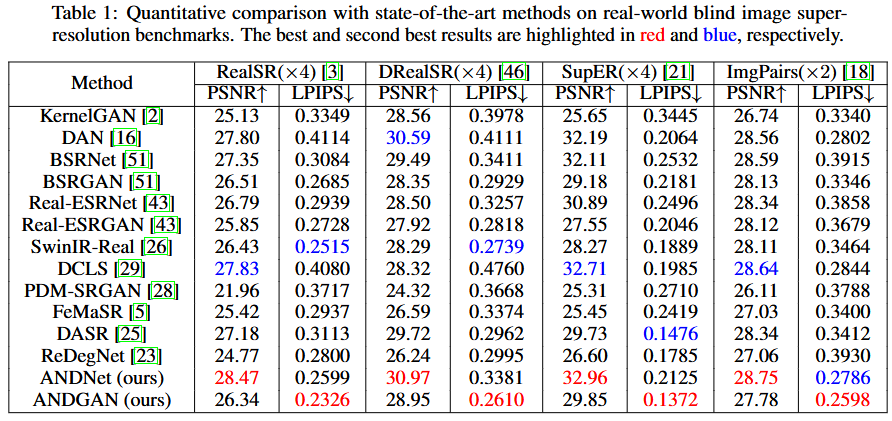 Table 1: Quantitative comparison with state-of-the-art methods on real-world blind image super-
resolution benchmarks. The best and second best results are highlighted in red and blue, respectively.
Method RealSR(×4) [3] DRealSR(×4) [46] SupER(×4) [21] ImgPairs(×2) [18]
PSNR↑ LPIPS↓ PSNR↑ LPIPS↓ PSNR↑ LPIPS↓ PSNR↑ LPIPS↓
KernelGAN [2] 25.13 0.3349 28.56 0.3978 25.65 0.3445 26.74 0.3340
DAN [16] 27.80 0.4114 30.59 0.4111 32.19 0.2064 28.56 0.2802
BSRNet [51] 27.35 0.3084 29.49 0.3411 32.11 0.2532 28.59 0.3915
BSRGAN [51] 26.51 0.2685 28.35 0.2929 29.18 0.2181 28.13 0.3346
Real-ESRNet [43] 26.79 0.2939 28.50 0.3257 30.89 0.2496 28.34 0.3858
Real-ESRGAN [43] 25.85 0.2728 27.92 0.2818 27.55 0.2046 28.12 0.3679
SwinIR-Real [26] 26.43 0.2515 28.29 0.2739 28.27 0.1889 28.11 0.3464
DCLS [29] 27.83 0.4080 28.32 0.4760 32.71 0.1985 28.64 0.2844
PDM-SRGAN [28] 21.96 0.3717 24.32 0.3668 25.31 0.2710 26.11 0.3788
FeMaSR [5] 25.42 0.2937 26.59 0.3374 25.45 0.2419 27.03 0.3400
DASR [25] 27.18 0.3113 29.72 0.2962 29.73 0.1476 28.34 0.3412
ReDegNet [23] 24.77 0.2800 26.24 0.2995 26.60 0.1785 27.06 0.3930
ANDNet (ours) 28.47 0.2599 30.97 0.3381 32.96 0.2125 28.75 0.2786
ANDGAN (ours) 26.34 0.2326 28.95 0.2610 29.85 0.1372 27.78 0.2598